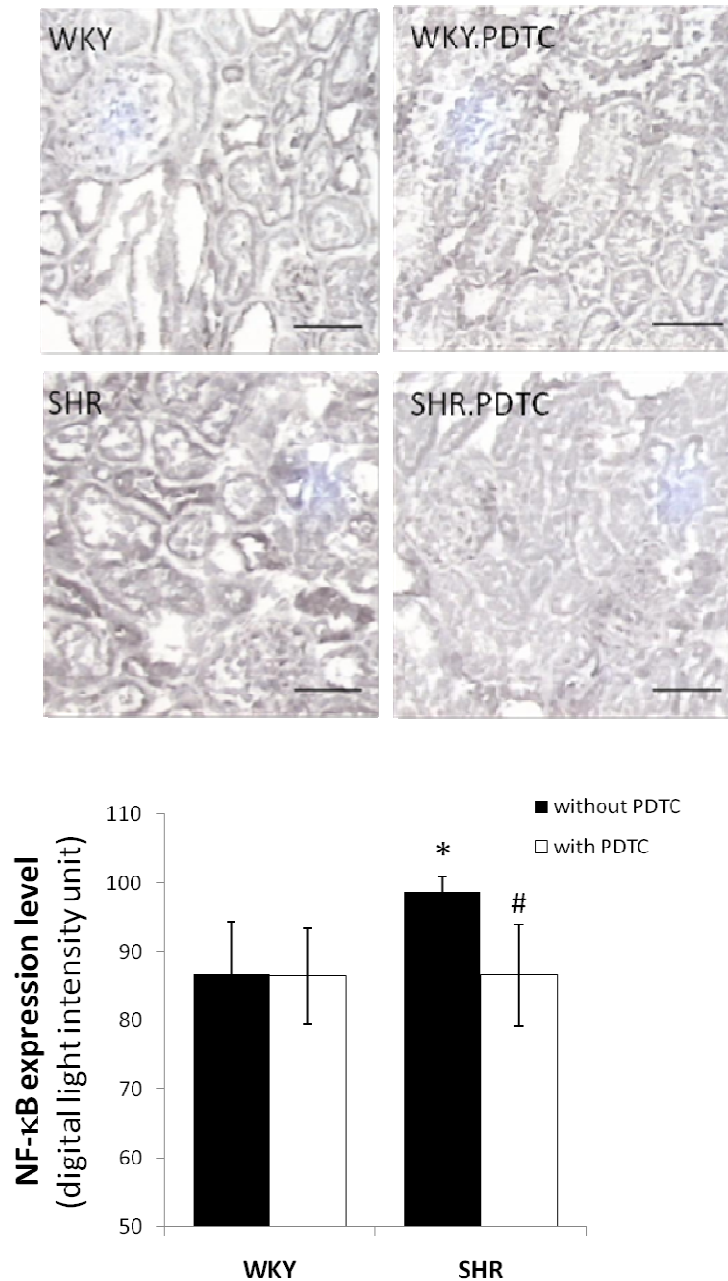 WKY
WKY.PDTC
SHR
SHR.PDTC
NF-κB expression level
(digital light intensity unit)
110
100
90
80
70
60
50
without PDTC
with PDTC
*
#
WKY
SHR